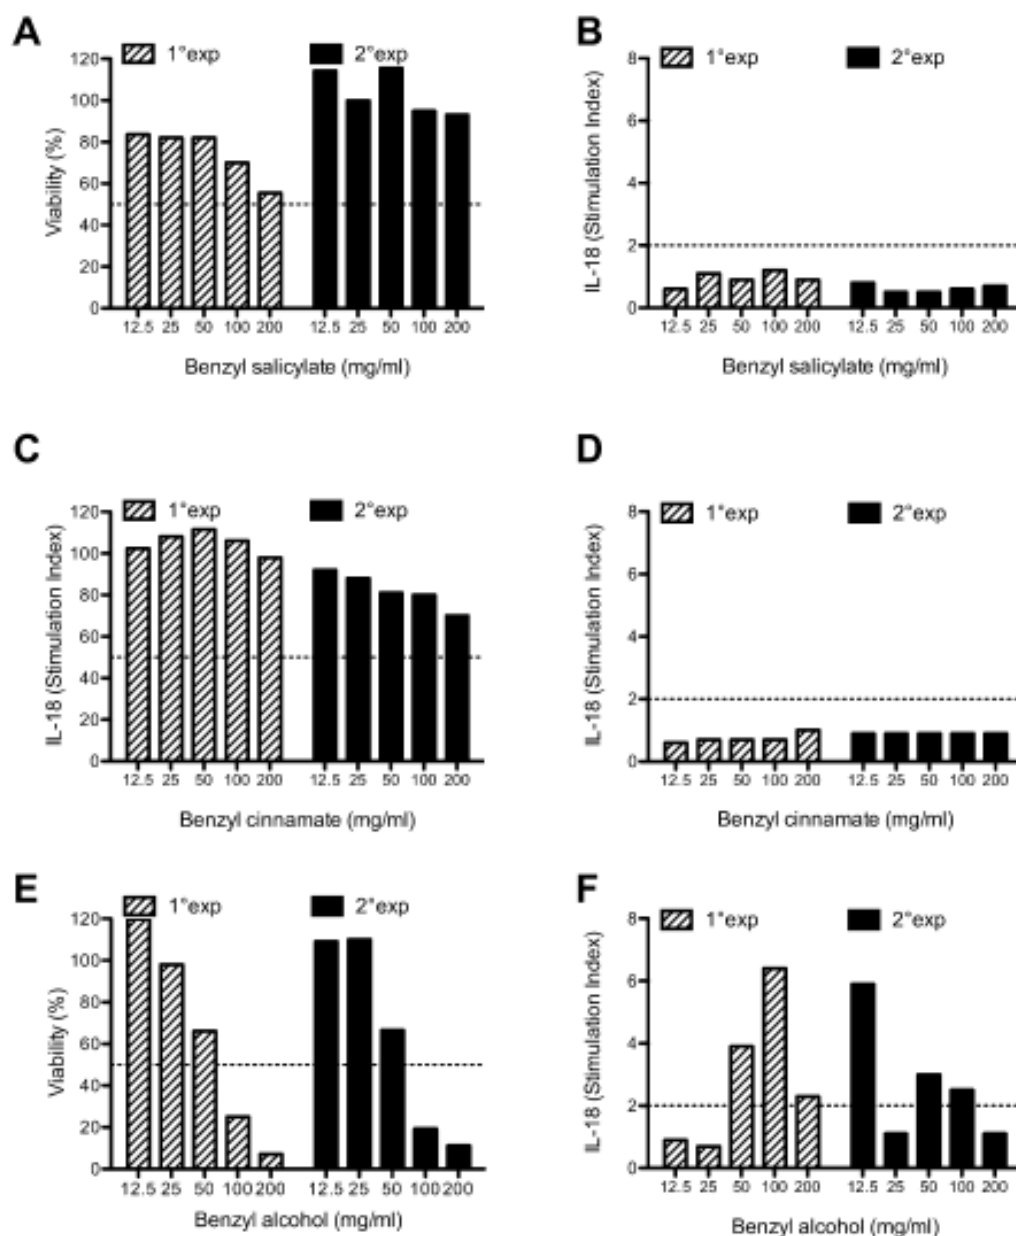 A
1°exp 2°exp
Viability (%)
120
100
80
60
40
20
0
12.5 25 50 100 200 12.5 25 50 100 200
Benzyl salicylate (mg/ml)
B
1°exp 2°exp
IL-18 (Stimulation Index)
8
6
4
2
0
12.5 25 50 100 200 12.5 25 50 100 200
Benzyl salicylate (mg/ml)
C
1°exp 2°exp
IL-18 (Stimulation Index)
120
100
80
60
40
20
0
12.5 25 50 100 200 12.5 25 50 100 200
Benzyl cinnamate (mg/ml)
D
1°exp 2°exp
IL-18 (Stimulation Index)
8
6
4
2
0
12.5 25 50 100 200 12.5 25 50 100 200
Benzyl cinnamate (mg/ml)
E
1°exp 2°exp
Viability (%)
120
100
80
60
40
20
0
12.5 25 50 100 200 12.5 25 50 100 200
Benzyl alcohol (mg/ml)
F
1°exp 2°exp
IL-18 (Stimulation Index)
8
6
4
2
0
12.5 25 50 100 200 12.5 25 50 100 200
Benzyl alcohol (mg/ml)